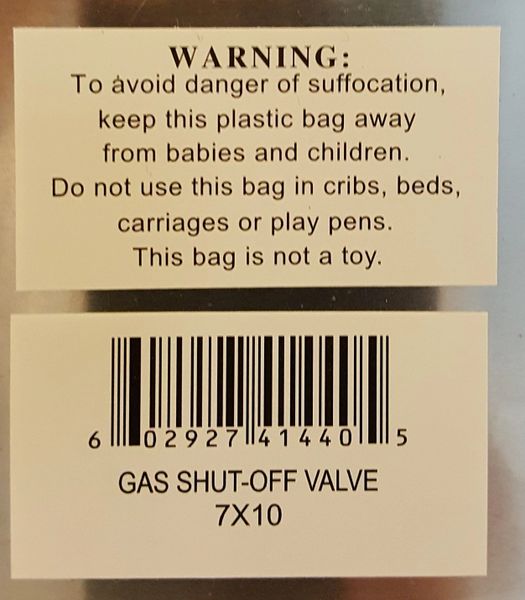 WARNING:
To avoid danger of suffocation,
keep this plastic bag away
from babies and children.
Do not use this bag in cribs, beds,
carriages or play pens.
This bag is not a toy.
6 02927 41440 5
GAS SHUT-OFF VALVE
7X10